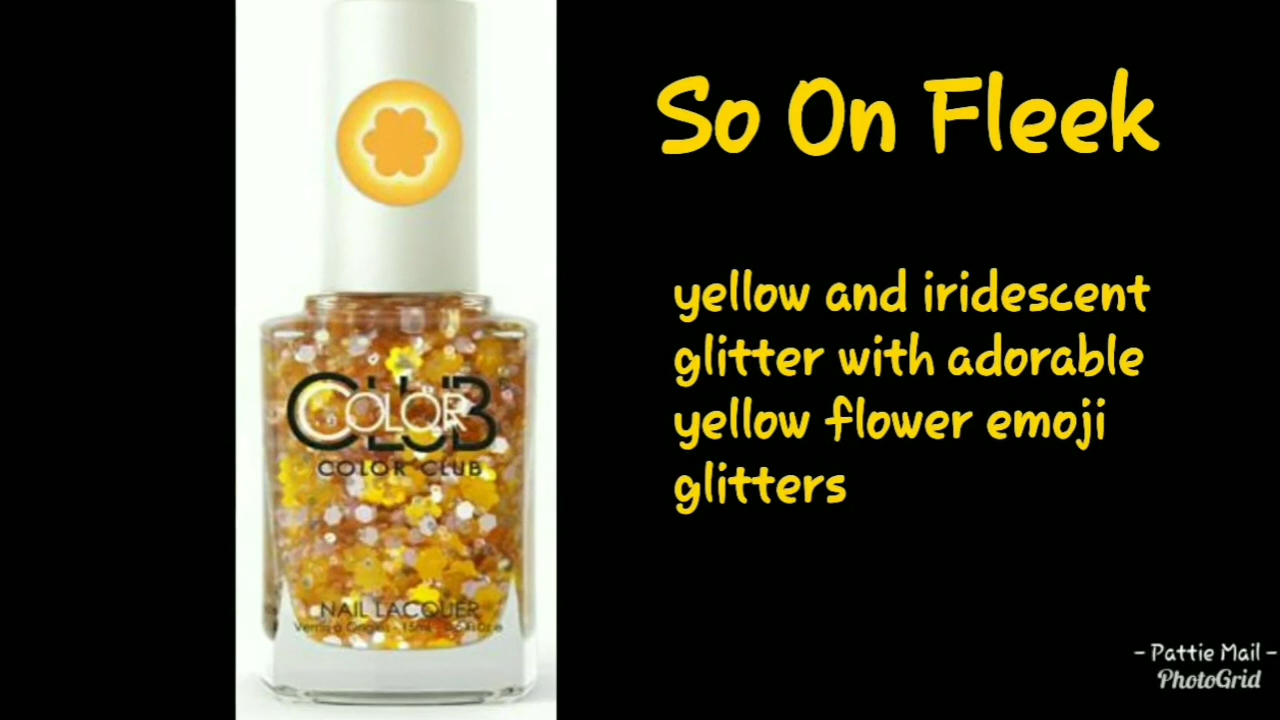 So On Fleek
yellow and iridescent
glitter with adorable
yellow flower emoji
glitters
CLUB
COLOR
COLOR CLUB
NAIL LACQUER
- Pattie Mail -
PhotoGrid